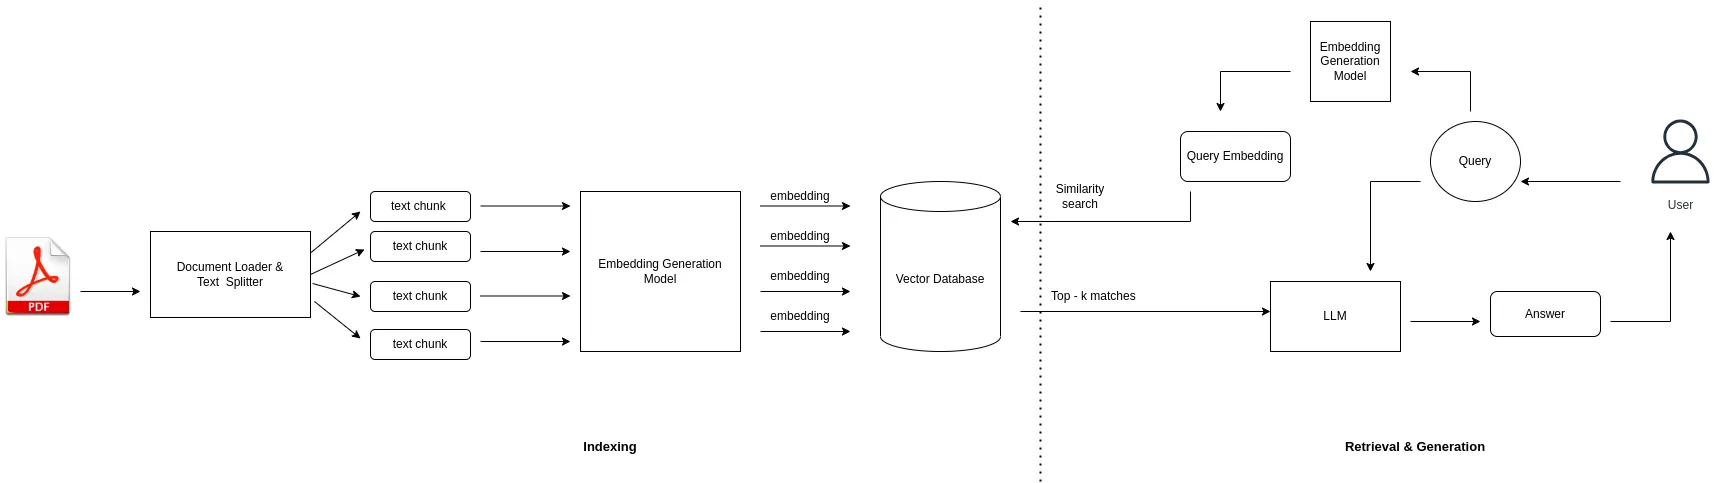 PDF
Document Loader &
Text  Splitter
text chunk
text chunk
text chunk
text chunk
Embedding Generation
Model
embedding
embedding
embedding
embedding
Vector Database
Indexing
Similarity
search
Top - k matches
Query Embedding
Embedding
Generation
Model
Query
User
LLM
Answer
Retrieval & Generation